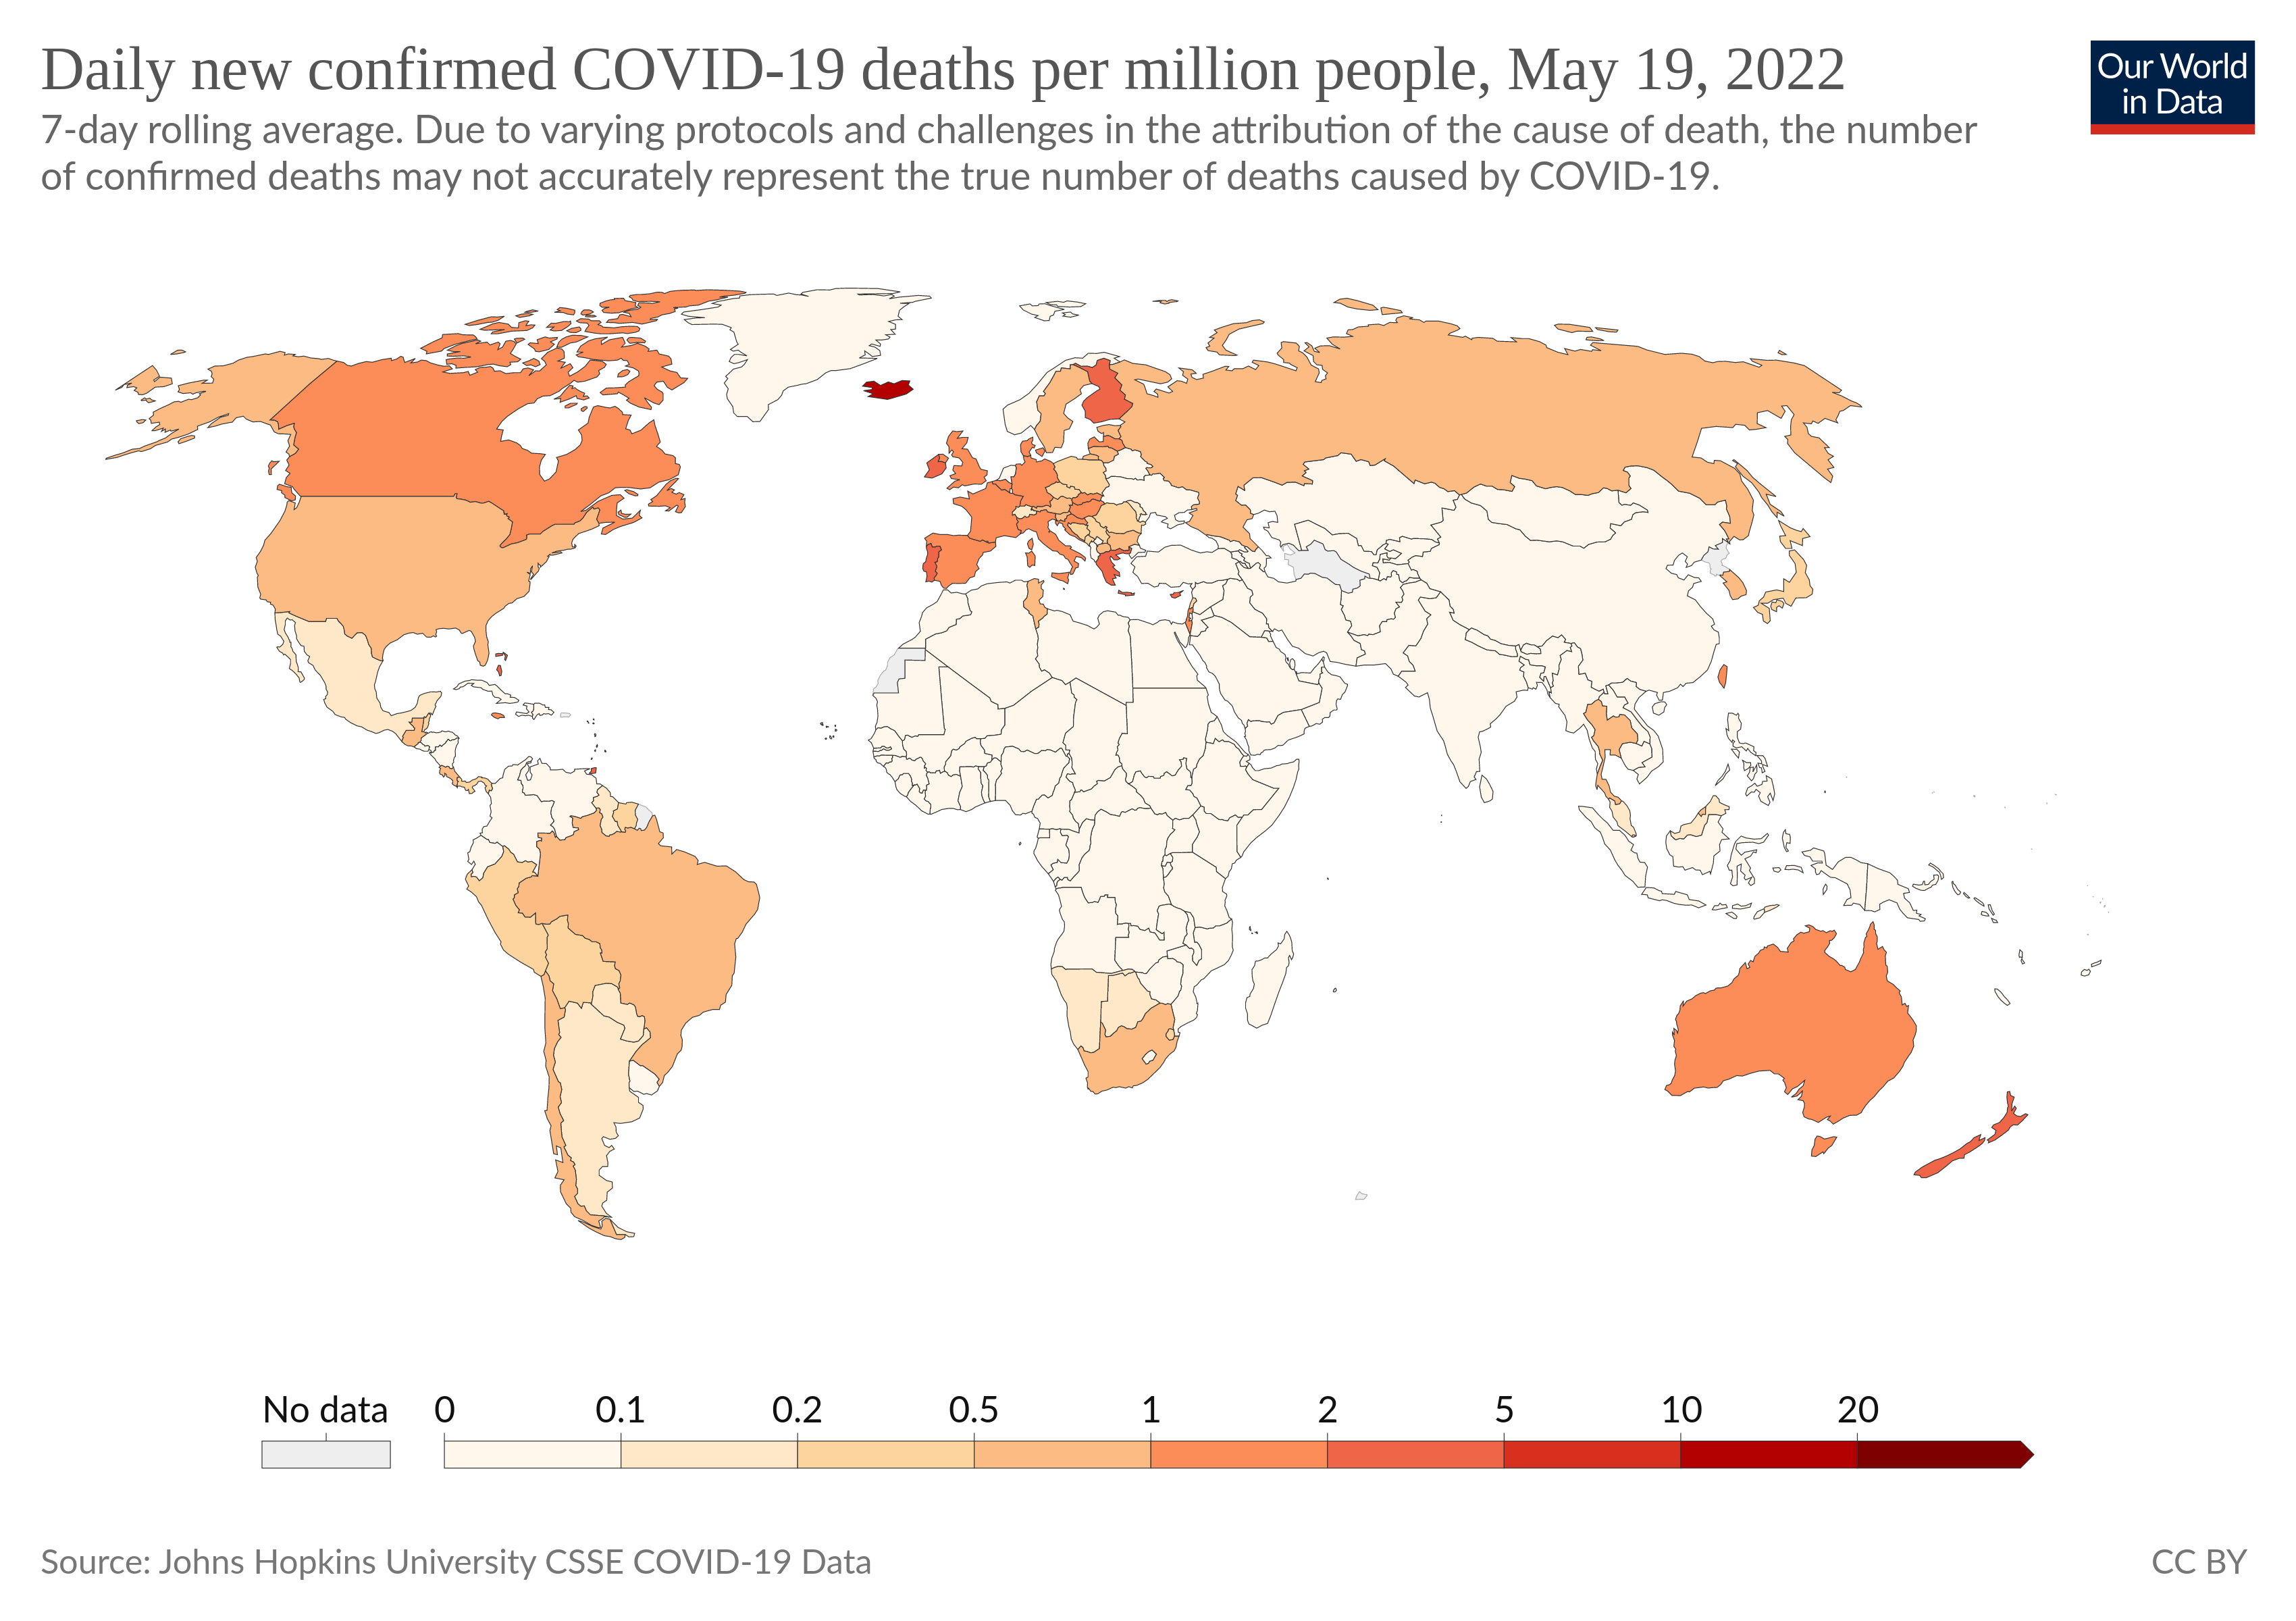 Daily new confirmed COVID-19 deaths per million people, May 19, 2022
Our World
in Data
7-day rolling average. Due to varying protocols and challenges in the attribution of the cause of death, the number
of confirmed deaths may not accurately represent the true number of deaths caused by COVID-19.
No data 0 0.1 0.2 0.5 1 2 5 10 20
Source: Johns Hopkins University CSSE COVID-19 Data
CC BY